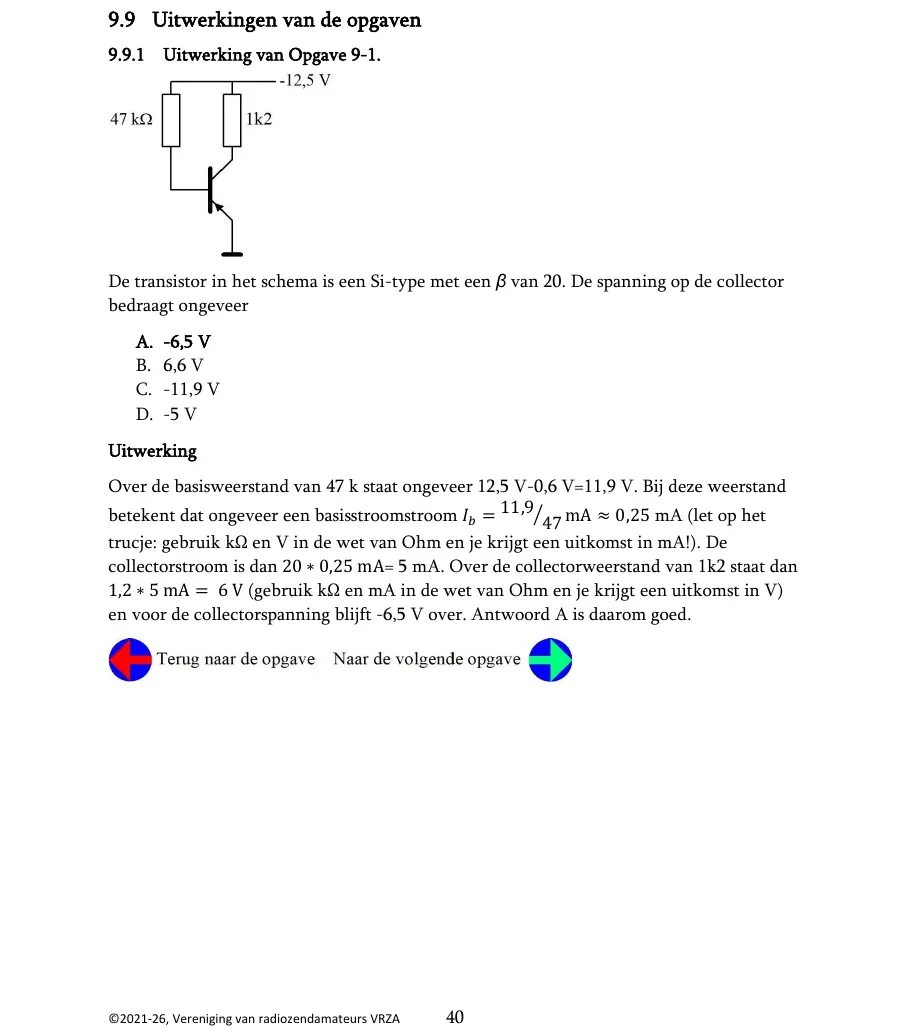 9.9 Uitwerkingen van de opgaven
9.9.1 Uitwerking van Opgave 9-1.
-12,5 V
47 kΩ
1k2
De transistor in het schema is een Si-type met een β van 20. De spanning op de collector
bedraagt ongeveer
A. -6,5 V
B. 6,6 V
C. -11,9 V
D. -5 V
Uitwerking
Over de basisweerstand van 47 k staat ongeveer 12,5 V-0,6 V=11,9 V. Bij deze weerstand
betekent dat ongeveer een basisstroomstroom I_b = 11,9/47 mA ≈ 0,25 mA (let op het
trucje: gebruik kΩ en V in de wet van Ohm en je krijgt een uitkomst in mA!). De
collectorstroom is dan 20 * 0,25 mA= 5 mA. Over de collectorweerstand van 1k2 staat dan
1,2 * 5 mA = 6 V (gebruik kΩ en mA in de wet van Ohm en je krijgt een uitkomst in V)
en voor de collectorspanning blijft -6,5 V over. Antwoord A is daarom goed.
Terug naar de opgave Naar de volgende opgave
©2021-26, Vereniging van radiozendamateurs VRZA 40